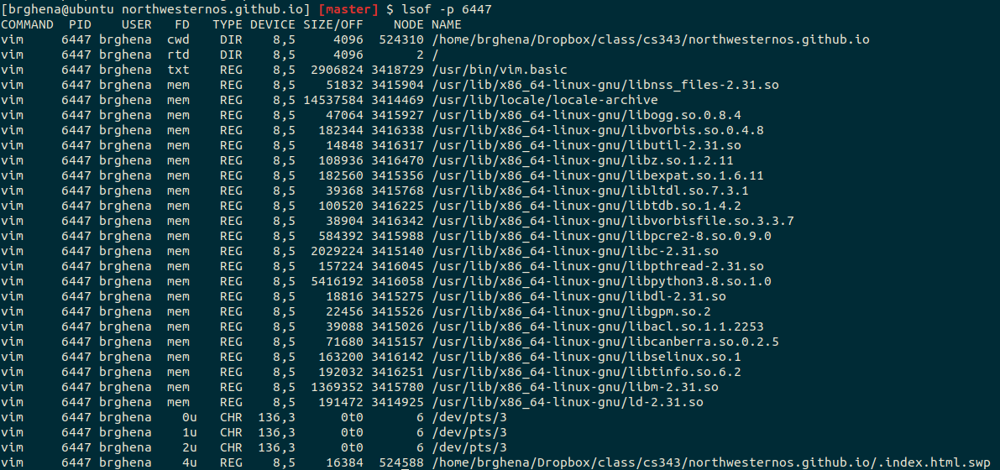 [brghena@ubuntu northwesternos.github.io] [master] $ lsof -p 6447
COMMAND  PID    USER   FD   TYPE DEVICE SIZE/OFF    NODE NAME
vim     6447 brghena  cwd    DIR    8,5     4096  524310 /home/brghena/Dropbox/class/cs343/northwesternos.github.io
vim     6447 brghena  rtd    DIR    8,5     4096       2 /
vim     6447 brghena  txt    REG    8,5  2906824 3418729 /usr/bin/vim.basic
vim     6447 brghena  mem    REG    8,5    51832 3415904 /usr/lib/x86_64-linux-gnu/libnss_files-2.31.so
vim     6447 brghena  mem    REG    8,5 14537584 3414469 /usr/lib/locale/locale-archive
vim     6447 brghena  mem    REG    8,5    47064 3415927 /usr/lib/x86_64-linux-gnu/libogg.so.0.8.4
vim     6447 brghena  mem    REG    8,5   182344 3416338 /usr/lib/x86_64-linux-gnu/libvorbis.so.0.4.8
vim     6447 brghena  mem    REG    8,5    14848 3416317 /usr/lib/x86_64-linux-gnu/libutil-2.31.so
vim     6447 brghena  mem    REG    8,5   108936 3416470 /usr/lib/x86_64-linux-gnu/libz.so.1.2.11
vim     6447 brghena  mem    REG    8,5   182560 3415356 /usr/lib/x86_64-linux-gnu/libexpat.so.1.6.11
vim     6447 brghena  mem    REG    8,5    39368 3415768 /usr/lib/x86_64-linux-gnu/libltdl.so.7.3.1
vim     6447 brghena  mem    REG    8,5   100520 3416225 /usr/lib/x86_64-linux-gnu/libtdb.so.1.4.2
vim     6447 brghena  mem    REG    8,5    38904 3416342 /usr/lib/x86_64-linux-gnu/libvorbisfile.so.3.3.7
vim     6447 brghena  mem    REG    8,5   584392 3415988 /usr/lib/x86_64-linux-gnu/libpcre2-8.so.0.9.0
vim     6447 brghena  mem    REG    8,5  2029224 3415140 /usr/lib/x86_64-linux-gnu/libc-2.31.so
vim     6447 brghena  mem    REG    8,5   157224 3416045 /usr/lib/x86_64-linux-gnu/libpthread-2.31.so
vim     6447 brghena  mem    REG    8,5  5416192 3416058 /usr/lib/x86_64-linux-gnu/libpython3.8.so.1.0
vim     6447 brghena  mem    REG    8,5    18816 3415275 /usr/lib/x86_64-linux-gnu/libdl-2.31.so
vim     6447 brghena  mem    REG    8,5    22456 3415526 /usr/lib/x86_64-linux-gnu/libgpm.so.2
vim     6447 brghena  mem    REG    8,5    39088 3415026 /usr/lib/x86_64-linux-gnu/libacl.so.1.1.2253
vim     6447 brghena  mem    REG    8,5    71680 3415157 /usr/lib/x86_64-linux-gnu/libcanberra.so.0.2.5
vim     6447 brghena  mem    REG    8,5   163200 3416142 /usr/lib/x86_64-linux-gnu/libselinux.so.1
vim     6447 brghena  mem    REG    8,5   192032 3416251 /usr/lib/x86_64-linux-gnu/libtinfo.so.6.2
vim     6447 brghena  mem    REG    8,5  1369352 3415780 /usr/lib/x86_64-linux-gnu/libm-2.31.so
vim     6447 brghena  mem    REG    8,5   191472 3414925 /usr/lib/x86_64-linux-gnu/ld-2.31.so
vim     6447 brghena    0u   CHR  136,3      0t0       6 /dev/pts/3
vim     6447 brghena    1u   CHR  136,3      0t0       6 /dev/pts/3
vim     6447 brghena    2u   CHR  136,3      0t0       6 /dev/pts/3
vim     6447 brghena    4u   REG    8,5    16384  524588 /home/brghena/Dropbox/class/cs343/northwesternos.github.io/.index.html.swp